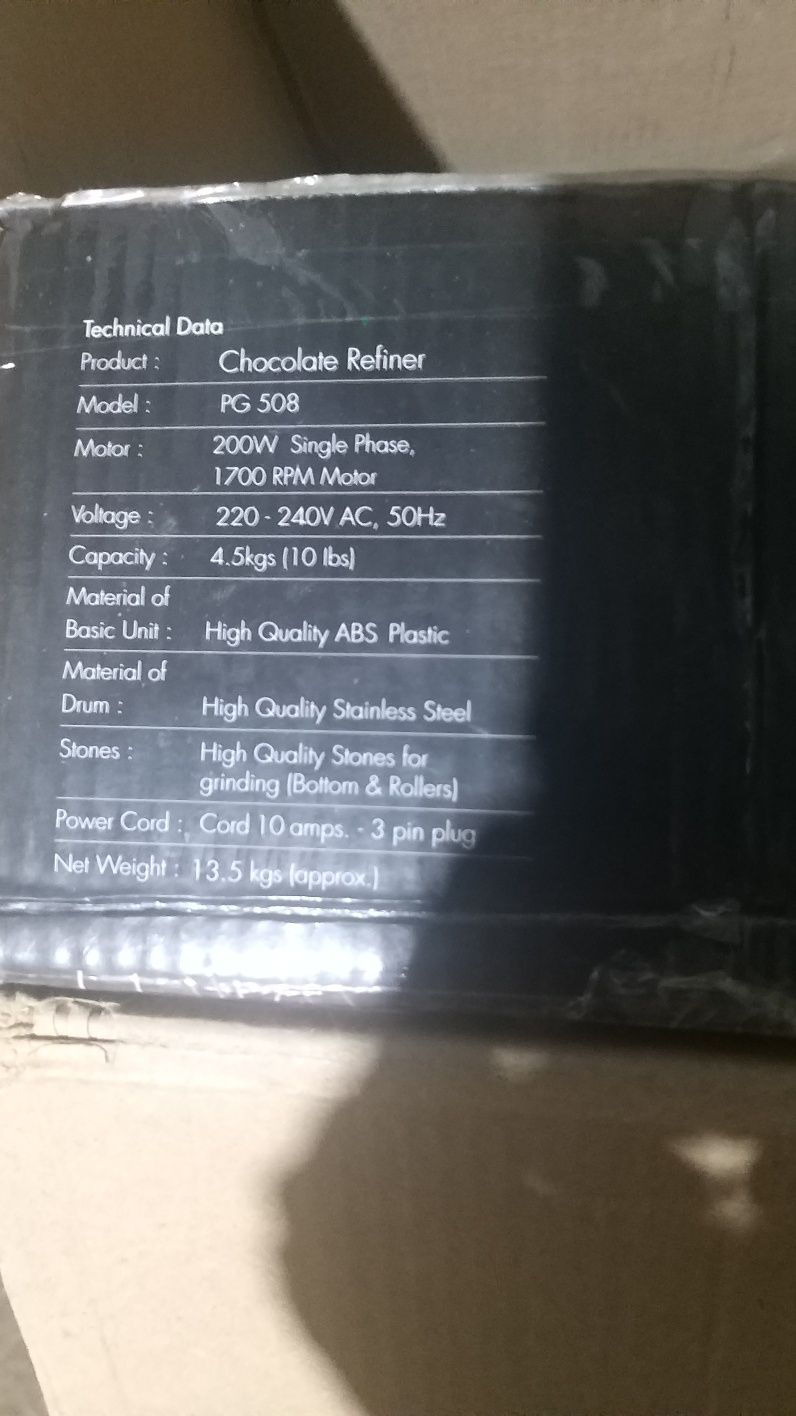 Technical Data
Product : Chocolate Refiner
Model : PG 508
Motor : 200W Single Phase,
1700 RPM Motor
Voltage : 220 - 240V AC, 50Hz
Capacity : 4.5kgs (10 lbs)
Material of
Basic Unit : High Quality ABS Plastic
Material of
Drum : High Quality Stainless Steel
Stones : High Quality Stones for
grinding (Bottom & Rollers)
Power Cord : Cord 10 amps. - 3 pin plug
Net Weight : 13.5 kgs (approx.)